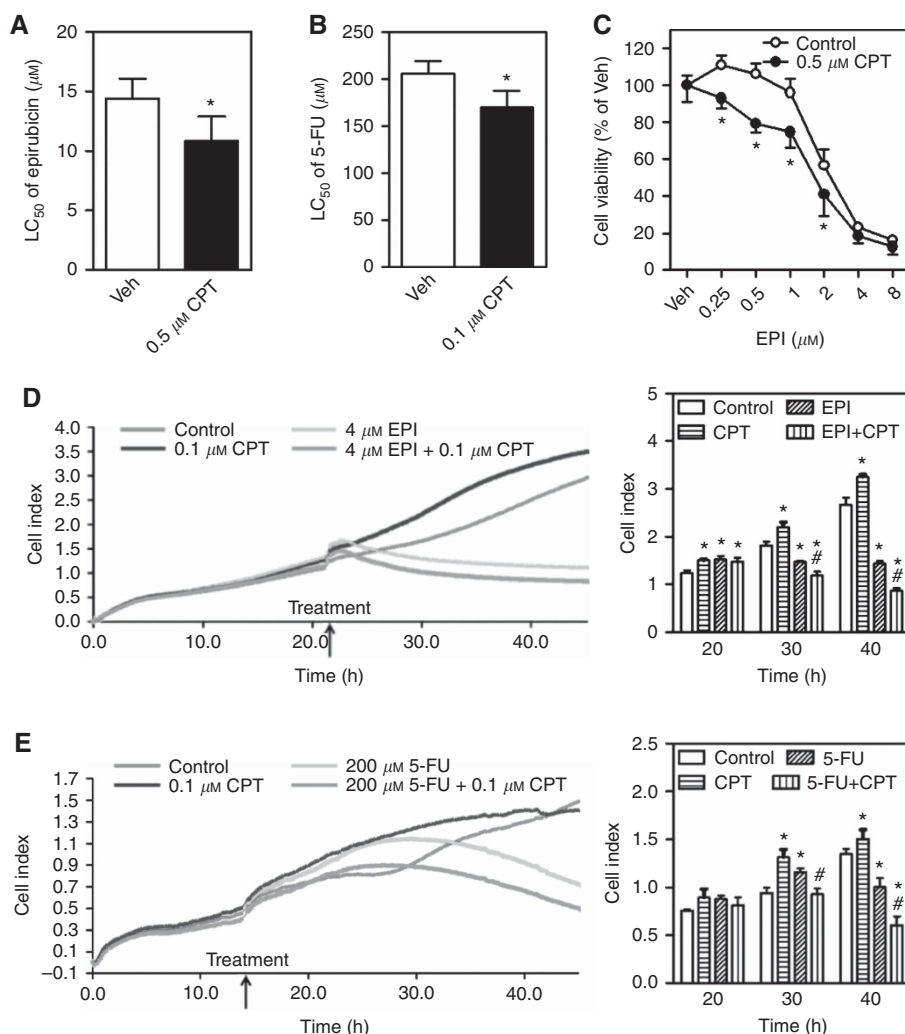 A
LC50 of epirubicin (μM)
20
15
10
5
0
*
Veh
0.5 μM CPT
B
LC50 of 5-FU (μM)
250
200
150
100
50
0
*
Veh
0.1 μM CPT
C
Cell viability (% of Veh)
120
100
80
60
40
20
0
Control
0.5 μM CPT
*
*
*
*
Veh
0.25
0.5
1
2
4
8
EPI (μM)
D
Control
4 μM EPI
0.1 μM CPT
4 μM EPI + 0.1 μM CPT
Cell index
4.0
3.5
3.0
2.5
2.0
1.5
1.0
0.5
0.0
Treatment
0.0
10.0
20.0
30.0
40.0
Time (h)
Cell index
5
4
3
2
1
0
Control
EPI
CPT
EPI+CPT
* * *
* * * #
* * * #
20
30
40
Time (h)
E
Control
200 μM 5-FU
0.1 μM CPT
200 μM 5-FU + 0.1 μM CPT
Cell index
1.7
1.5
1.3
1.1
0.9
0.7
0.5
0.3
0.1
–0.1
Treatment
0.0
10.0
20.0
30.0
40.0
Time (h)
Cell index
2.5
2.0
1.5
1.0
0.5
0.0
Control
5-FU
CPT
5-FU+CPT
* * #
* * * #
20
30
40
Time (h)